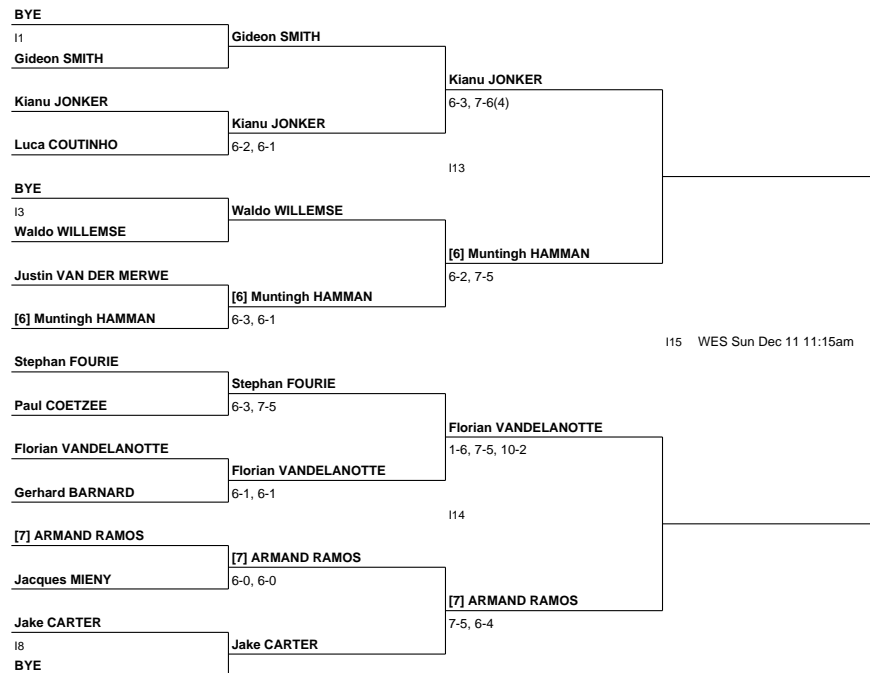 BYE
I1
Gideon SMITH
Gideon SMITH
Kianu JONKER
6-3, 7-6(4)
Kianu JONKER
Kianu JONKER
6-2, 6-1
Luca COUTINHO
I13
BYE
I3
Waldo WILLEMSE
Waldo WILLEMSE
[6] Muntingh HAMMAN
6-2, 7-5
Justin VAN DER MERWE
[6] Muntingh HAMMAN
6-3, 6-1
[6] Muntingh HAMMAN
I15 WES Sun Dec 11 11:15am
Stephan FOURIE
Stephan FOURIE
6-3, 7-5
Paul COETZEE
Florian VANDELANOTTE
1-6, 7-5, 10-2
Florian VANDELANOTTE
Florian VANDELANOTTE
6-1, 6-1
Gerhard BARNARD
I14
[7] ARMAND RAMOS
[7] ARMAND RAMOS
6-0, 6-0
Jacques MIENY
[7] ARMAND RAMOS
7-5, 6-4
Jake CARTER
I8
Jake CARTER
BYE